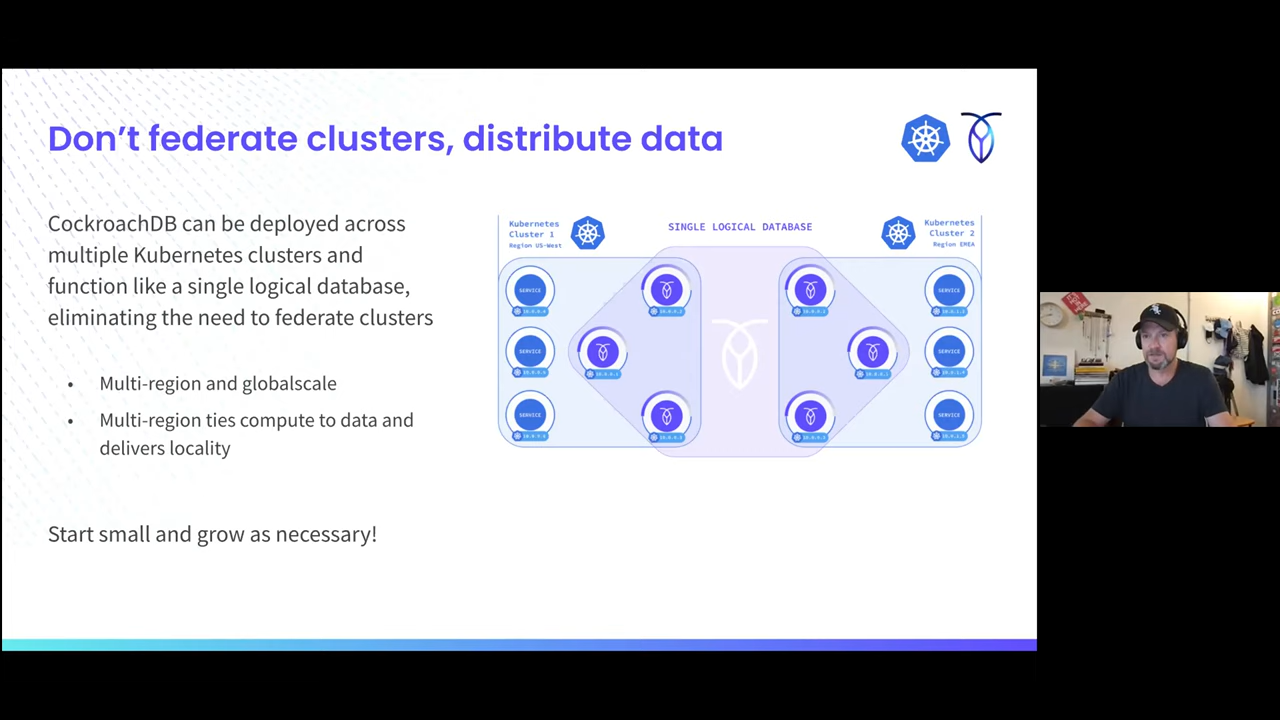 Don't federate clusters, distribute data
CockroachDB can be deployed across
multiple Kubernetes clusters and
function like a single logical database,
eliminating the need to federate clusters
• Multi-region and globalscale
• Multi-region ties compute to data and
delivers locality
Start small and grow as necessary!
Kubernetes
Cluster 1
Region US-West
SINGLE LOGICAL DATABASE
Kubernetes
Cluster 2
Region EMEA
SERVICE
SERVICE
SERVICE
SERVICE
SERVICE
SERVICE